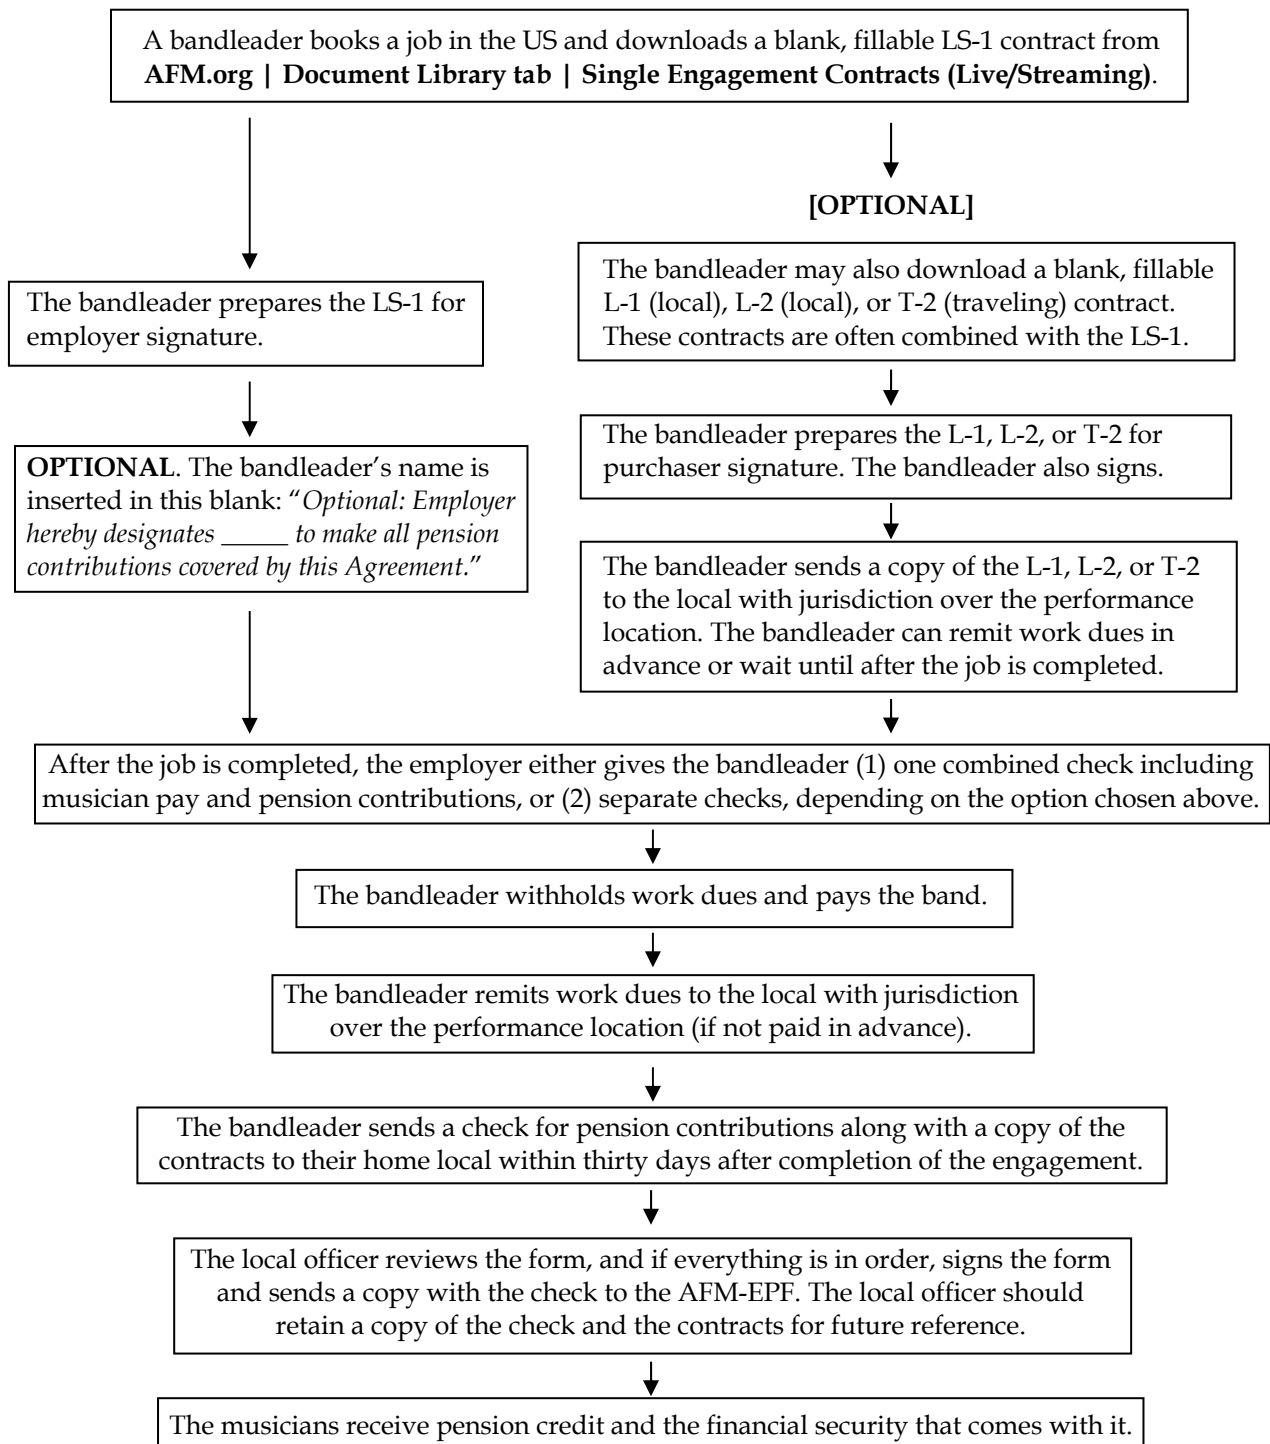 A bandleader books a job in the US and downloads a blank, fillable LS-1 contract from
AFM.org | Document Library tab | Single Engagement Contracts (Live/Streaming).
[OPTIONAL]
The bandleader prepares the LS-1 for
employer signature.
The bandleader may also download a blank, fillable
L-1 (local), L-2 (local), or T-2 (traveling) contract.
These contracts are often combined with the LS-1.
OPTIONAL. The bandleader's name is
inserted in this blank: "Optional: Employer
hereby designates _____ to make all pension
contributions covered by this Agreement."
The bandleader prepares the L-1, L-2, or T-2 for
purchaser signature. The bandleader also signs.
The bandleader sends a copy of the L-1, L-2, or T-2
to the local with jurisdiction over the performance
location. The bandleader can remit work dues in
advance or wait until after the job is completed.
After the job is completed, the employer either gives the bandleader (1) one combined check including
musician pay and pension contributions, or (2) separate checks, depending on the option chosen above.
The bandleader withholds work dues and pays the band.
The bandleader remits work dues to the local with jurisdiction
over the performance location (if not paid in advance).
The bandleader sends a check for pension contributions along with a copy of the
contracts to their home local within thirty days after completion of the engagement.
The local officer reviews the form, and if everything is in order, signs the form
and sends a copy with the check to the AFM-EPF. The local officer should
retain a copy of the check and the contracts for future reference.
The musicians receive pension credit and the financial security that comes with it.